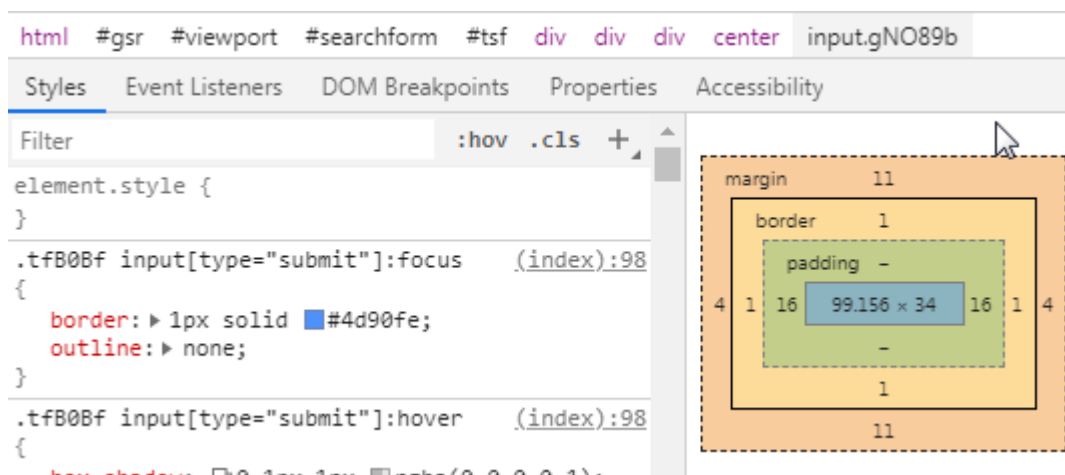 html #gsr #viewport #searchform #tsf div div div center input.gNO89b
Styles Event Listeners DOM Breakpoints Properties Accessibility
Filter :hov .cls +
element.style {
}
.tfB0Bf input[type="submit"]:focus (index):98
{
border: 1px solid #4d90fe;
outline: none;
}
.tfB0Bf input[type="submit"]:hover (index):98
{
margin 11
border 1
padding –
4 1 16 99.156 × 34 16 1 4
–
1
11